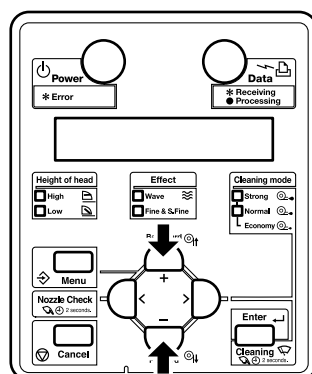 Power
Data
* Error
* Receiving
● Processing
Height of head
Effect
Cleaning mode
High
Wave
Strong
Low
Fine & S.Fine
Normal
Economy
Menu
+
< >
−
Nozzle Check
2 seconds.
Enter
Cancel
Cleaning
2 seconds.